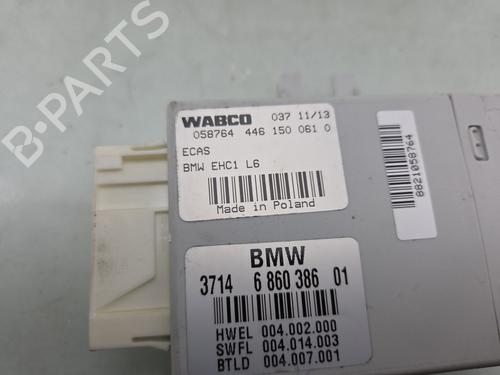 WABCO 037 11/13
058764 446 150 061 0
ECAS
BMW EHC1 L6
Made in Poland
8821058764
BMW
3714 6 860 386 01
HWEL 004.002.000
SWFL 004.014.003
BTLD 004.007.001
B-PARTS